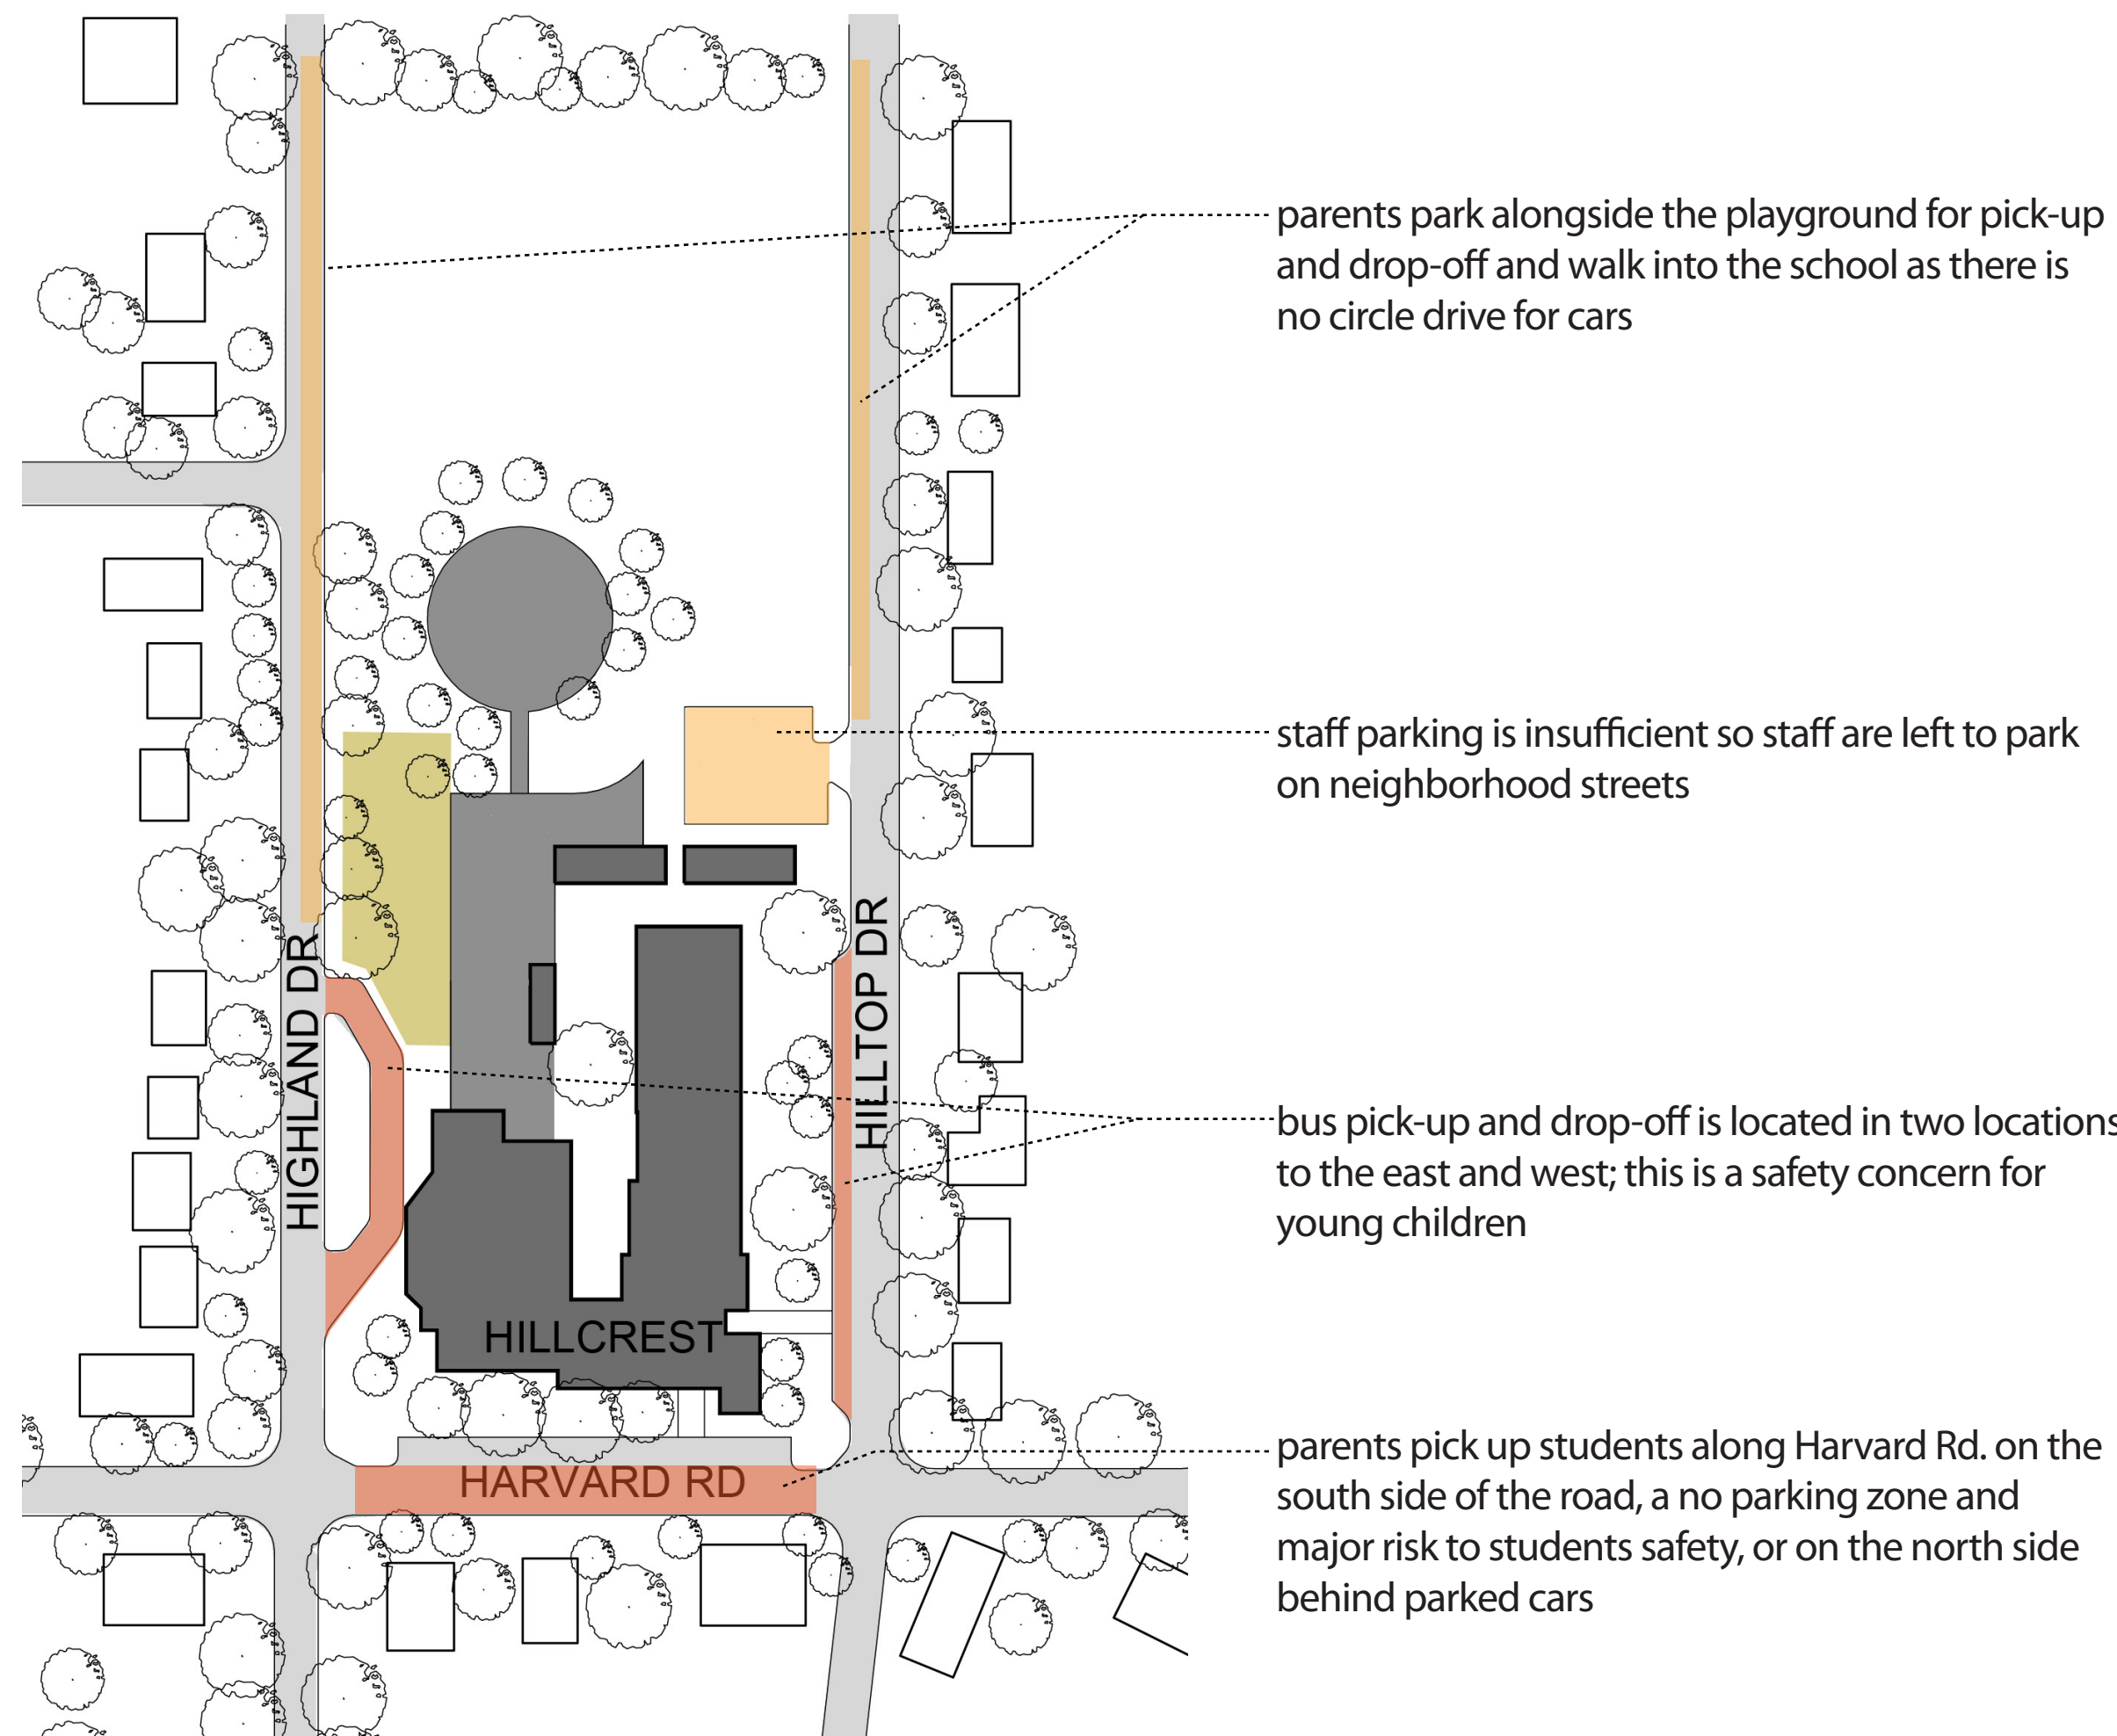 parents park alongside the playground for pick-up
and drop-off and walk into the school as there is
no circle drive for cars
staff parking is insufficient so staff are left to park
on neighborhood streets
HIGHLAND DR
HILLTOP DR
bus pick-up and drop-off is located in two locations
to the east and west; this is a safety concern for
young children
HILLCREST
HARVARD RD
parents pick up students along Harvard Rd. on the
south side of the road, a no parking zone and
major risk to students safety, or on the north side
behind parked cars